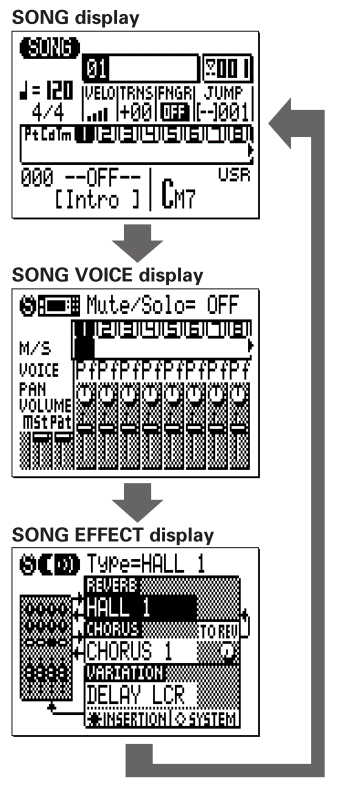 SONG display
SONG
01
001
♩=120
VELO TRNS FNGR JUMP
4/4
+00 OFF [--]001
PtCdTm 1 2 3 4 5 6 7 8
000 --OFF--
USR
[Intro ]
CM7
SONG VOICE display
Mute/Solo= OFF
1 2 3 4 5 6 7 8
M/S
VOICE Pf Pf Pf Pf Pf Pf Pf Pf
PAN
VOLUME
Mst Pat
SONG EFFECT display
Type=HALL 1
REVERB
HALL 1
CHORUS TO REV
CHORUS 1
VARIATION
DELAY LCR
INSERTION SYSTEM